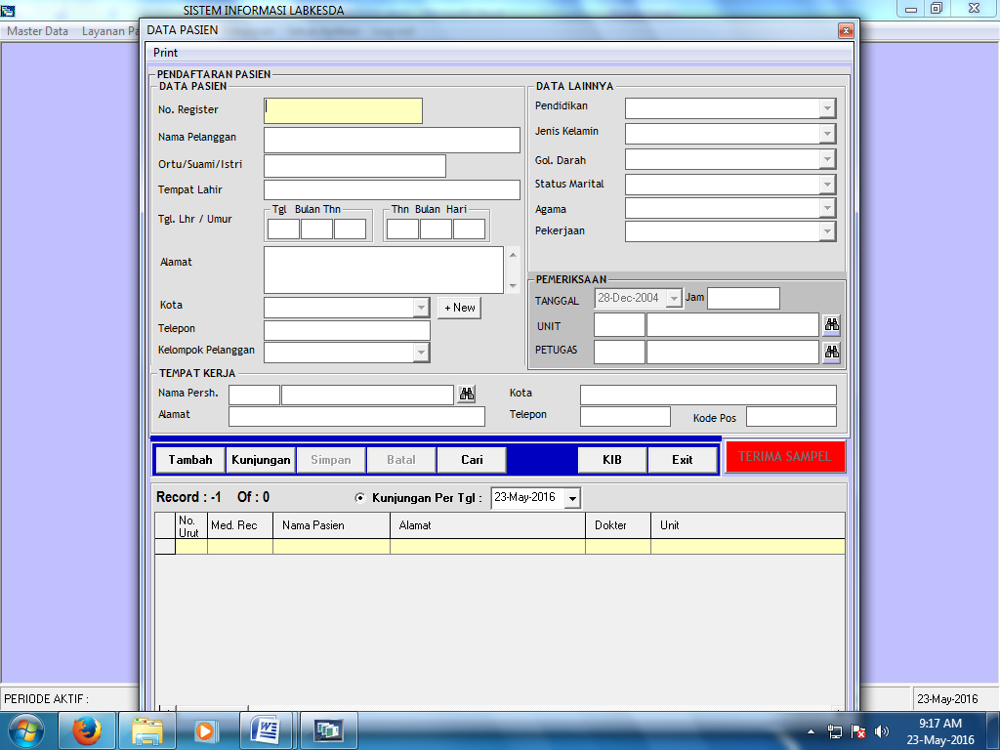 SISTEM INFORMASI LABKESDA
Master Data Layanan
DATA PASIEN
Print
PENDAFTARAN PASIEN
DATA PASIEN
No. Register
Nama Pelanggan
Ortu/Suami/Istri
Tempat Lahir
Tgl Bulan Thn Thn Bulan Hari
Tgl. Lhr / Umur
Alamat
Kota + New
Telepon
Kelompok Pelanggan
DATA LAINNYA
Pendidikan
Jenis Kelamin
Gol. Darah
Status Marital
Agama
Pekerjaan
PEMERIKSAAN
TANGGAL 28-Dec-2004 Jam
UNIT
PETUGAS
TEMPAT KERJA
Nama Persh. Kota
Alamat Telepon Kode Pos
Tambah Kunjungan Simpan Batal Cari KIB Exit TERIMA SAMPEL
Record : -1 Of : 0 Kunjungan Per Tgl : 23-May-2016
No. Urut Med. Rec Nama Pasien Alamat Dokter Unit
PERIODE AKTIF : 23-May-2016
9:17 AM
23-May-2016